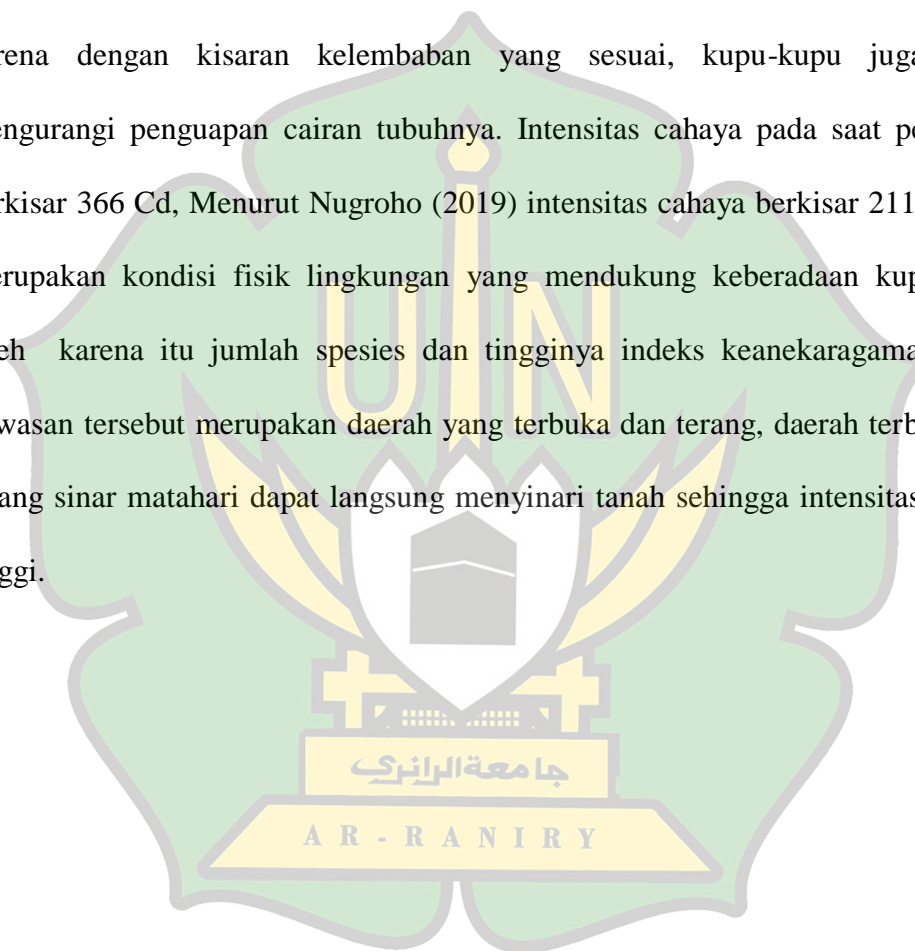 rena dengan kisaran kelembaban yang sesuai, kupu-kupu juga
engurangi penguapan cairan tubuhnya. Intensitas cahaya pada saat pe
rkisar 366 Cd, Menurut Nugroho (2019) intensitas cahaya berkisar 211
erupakan kondisi fisik lingkungan yang mendukung keberadaan kup
eh karena itu jumlah spesies dan tingginya indeks keanekaragama
wasan tersebut merupakan daerah yang terbuka dan terang, daerah terb
ang sinar matahari dapat langsung menyinari tanah sehingga intensitas
ggi.
UIN
جامعة الرانري
AR-RANIRY